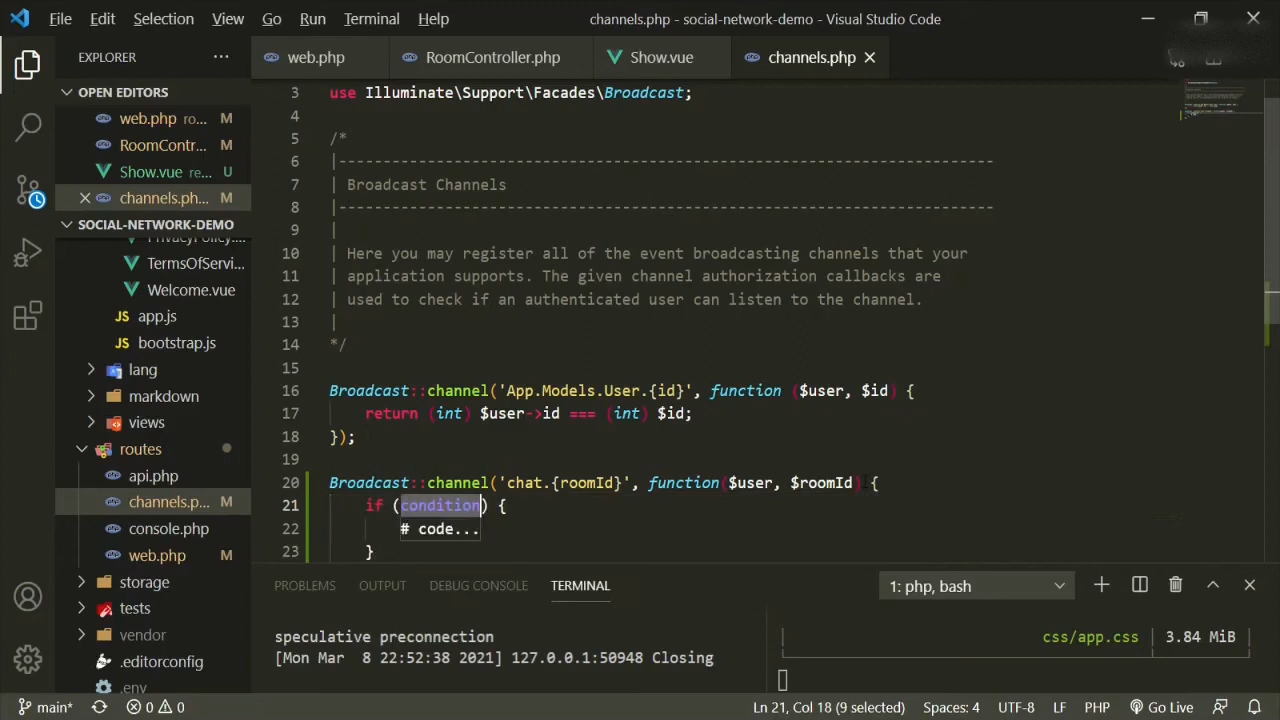 File Edit Selection View Go Run Terminal Help channels.php - social-network-demo - Visual Studio Code
EXPLORER
web.php RoomController.php Show.vue channels.php
OPEN EDITORS
web.php ro... M
RoomContr... M
Show.vue re... U
channels.ph... M
SOCIAL-NETWORK-DEMO
PrivacyPolicy....
TermsOfServi...
Welcome.vue
JS app.js
JS bootstrap.js
lang
markdown
views
routes
api.php
channels.p... M
console.php
web.php M
storage
tests
vendor
.editorconfig
.env
3 use Illuminate\Support\Facades\Broadcast;
4
5 /*
6 |--------------------------------------------------------------------------
7 | Broadcast Channels
8 |--------------------------------------------------------------------------
9 |
10 | Here you may register all of the event broadcasting channels that your
11 | application supports. The given channel authorization callbacks are
12 | used to check if an authenticated user can listen to the channel.
13 |
14 */
15
16 Broadcast::channel('App.Models.User.{id}', function ($user, $id) {
17 return (int) $user->id === (int) $id;
18 });
19
20 Broadcast::channel('chat.{roomId}', function($user, $roomId) {
21 if (condition) {
22 # code...
23 }
PROBLEMS OUTPUT DEBUG CONSOLE TERMINAL 1: php, bash
speculative preconnection
[Mon Mar 8 22:52:38 2021] 127.0.0.1:50948 Closing
css/app.css | 3.84 MiB
main* 0 0 Ln 21, Col 18 (9 selected) Spaces: 4 UTF-8 LF PHP Go Live